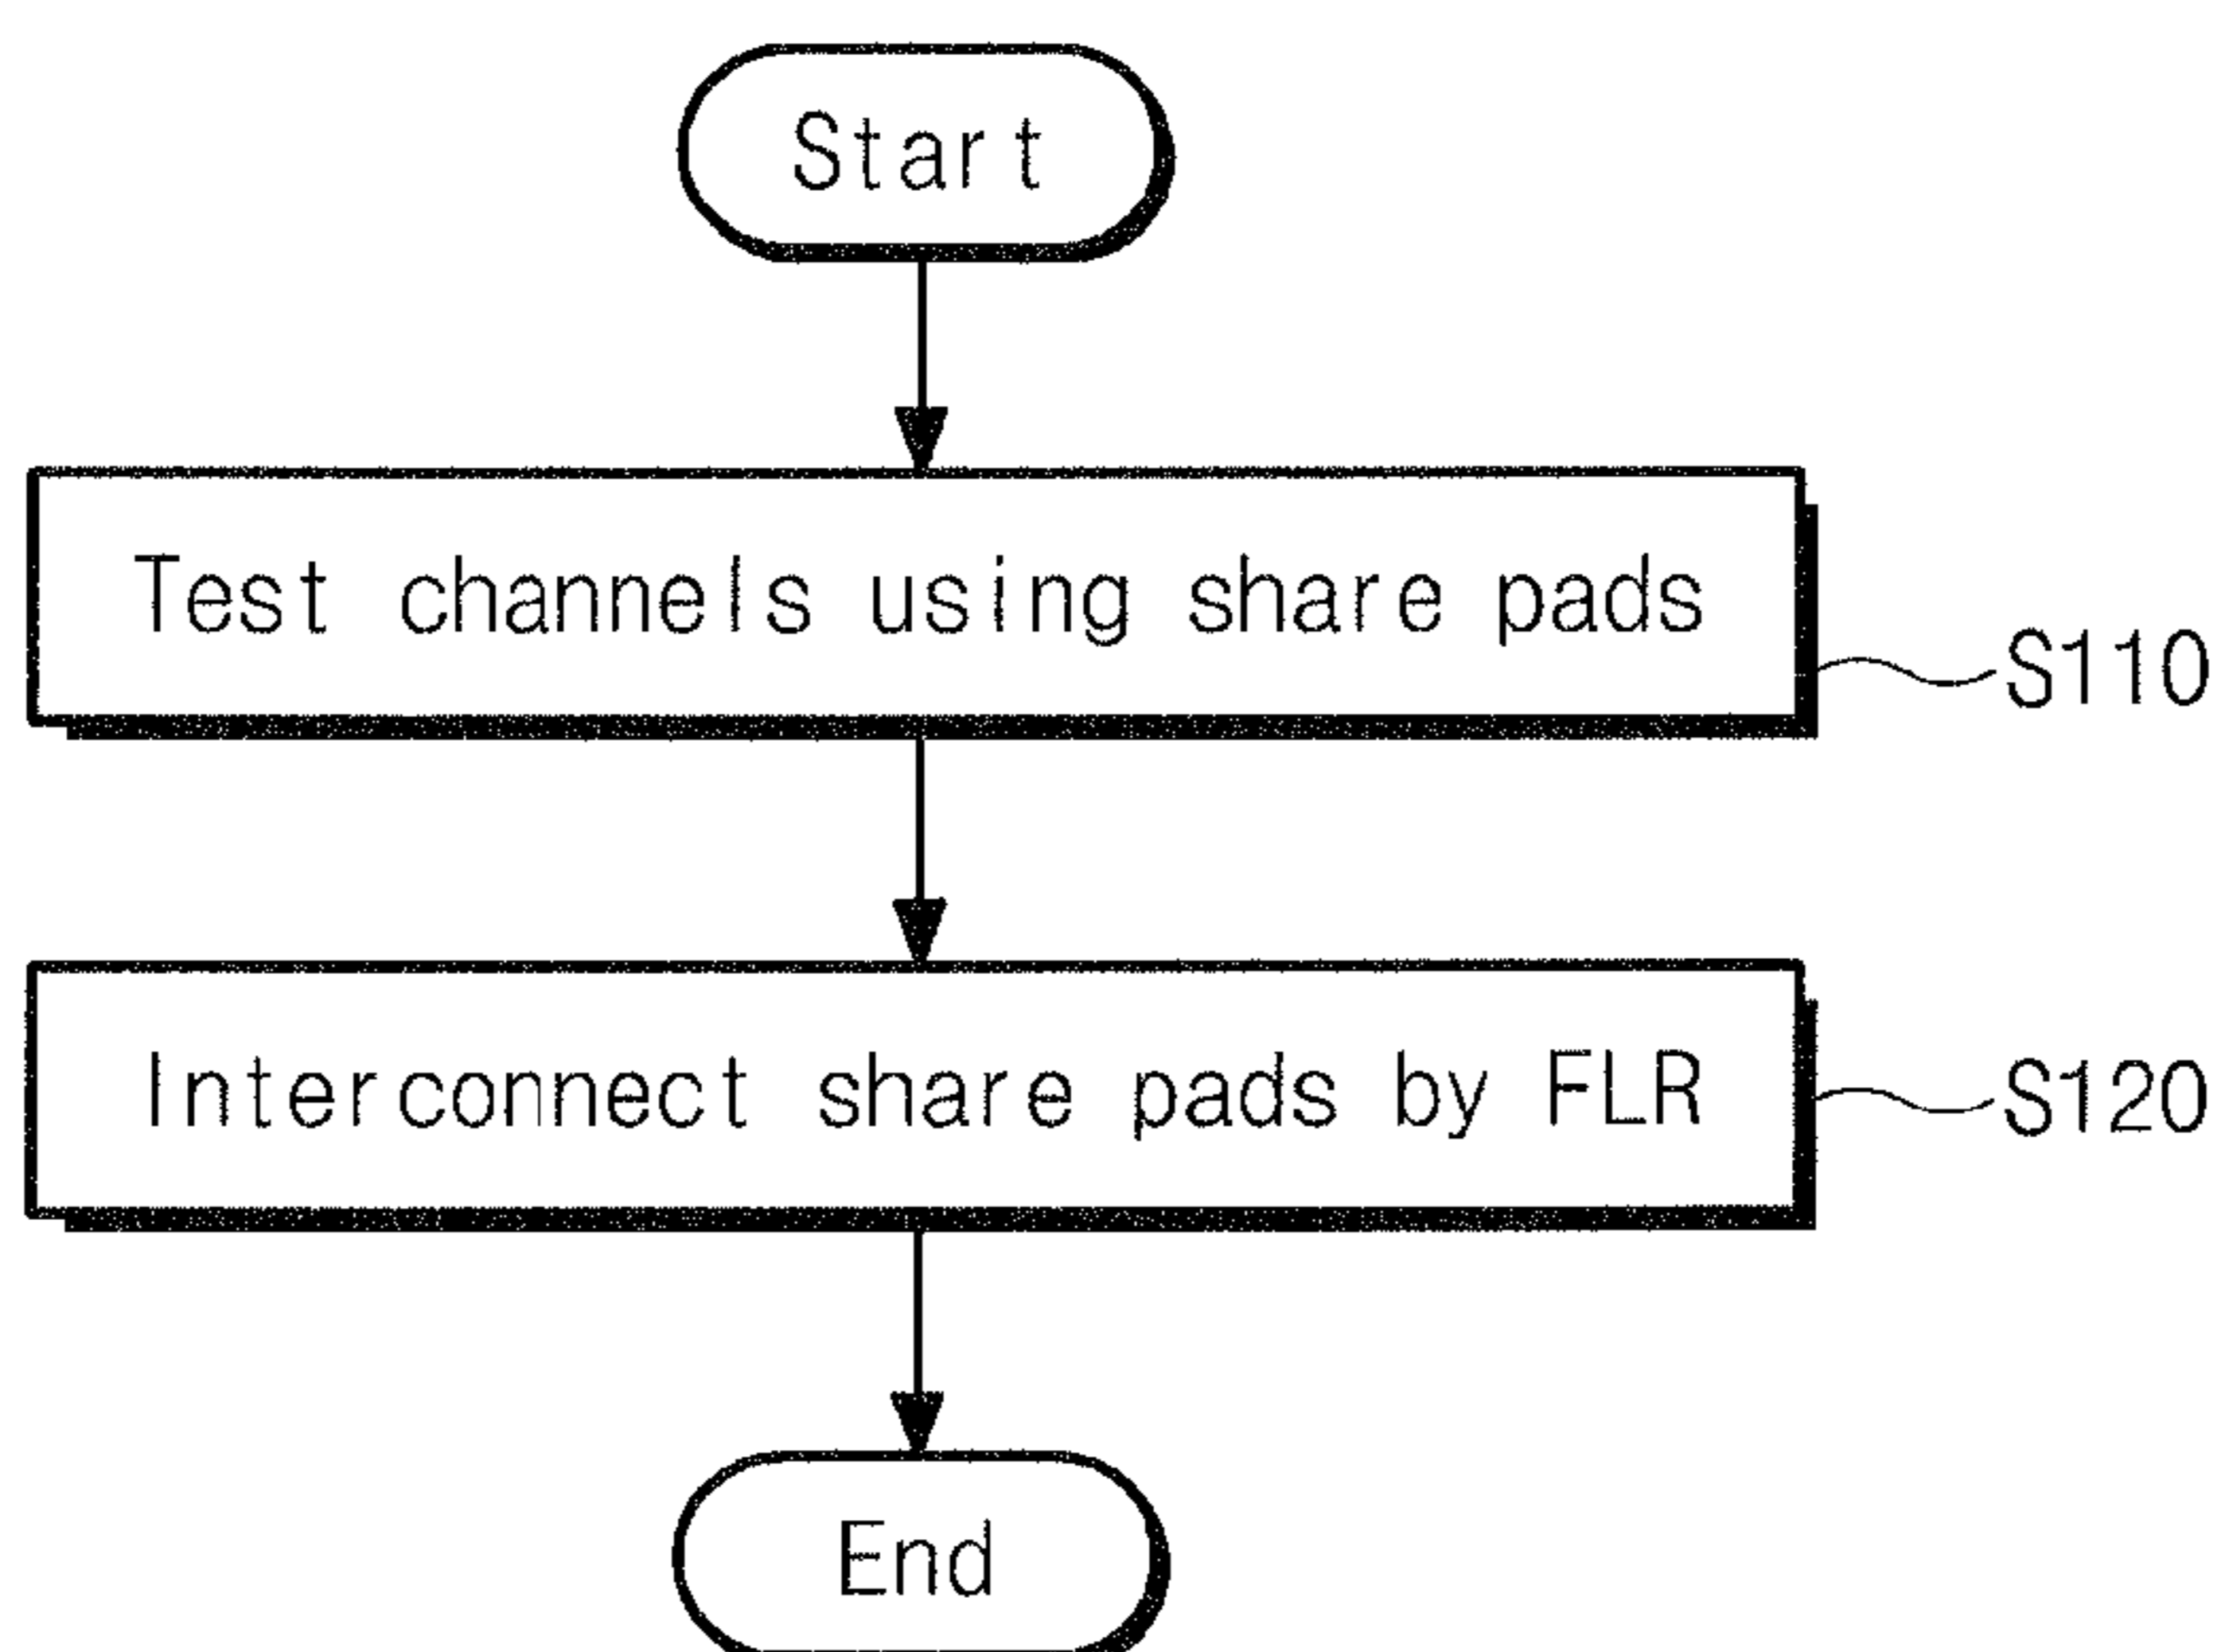 Start
Test channels using share pads
S110
Interconnect share pads by FLR
S120
End